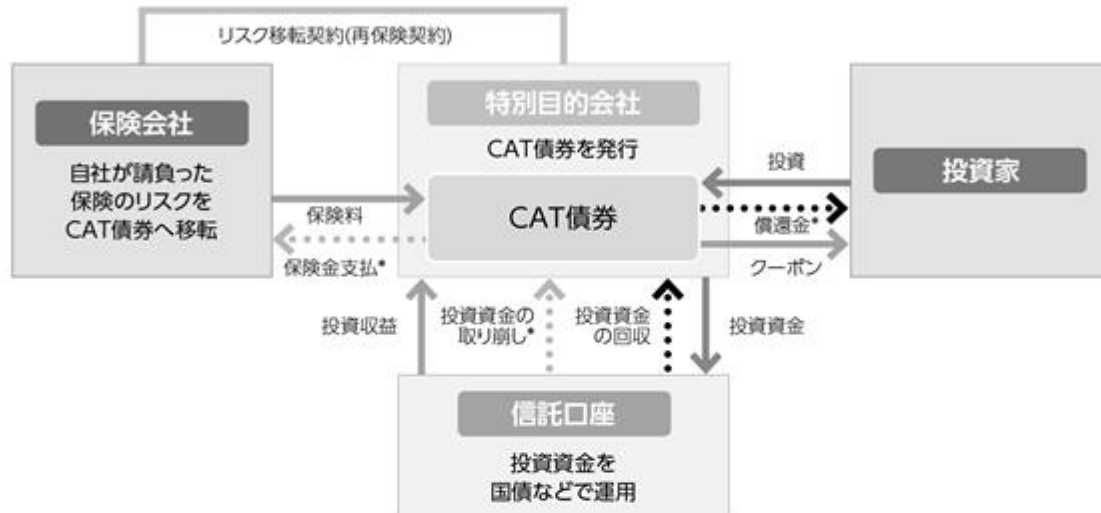 リスク移転契約(再保険契約)
保険会社
自社が請負った
保険のリスクを
CAT債券へ移転
特別目的会社
CAT債券を発行
CAT債券
投資家
保険料
保険金支払*
投資
償還金*
クーポン
投資収益
投資資金の
取り崩し*
投資資金
の回収
投資資金
信託口座
投資資金を
国債などで運用